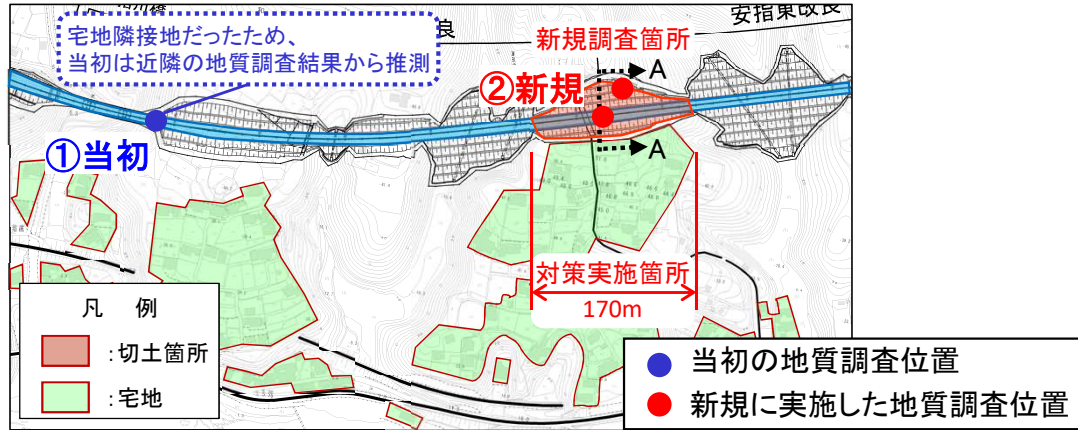 安指東改良
良
宅地隣接地だったため、
当初は近隣の地質調査結果から推測
新規調査箇所
A
②新規
①当初
A
対策実施箇所
170m
凡 例
:切土箇所
:宅地
当初の地質調査位置
新規に実施した地質調査位置